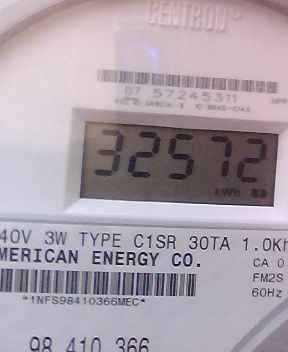 CENTRON®
07 57245311
32572
kWh
40V 3W TYPE C1SR 30TA 1.0Kh
MERICAN ENERGY CO.
CA 0
FM2S
*1NFS98410366MEC*
60Hz
98 410 366